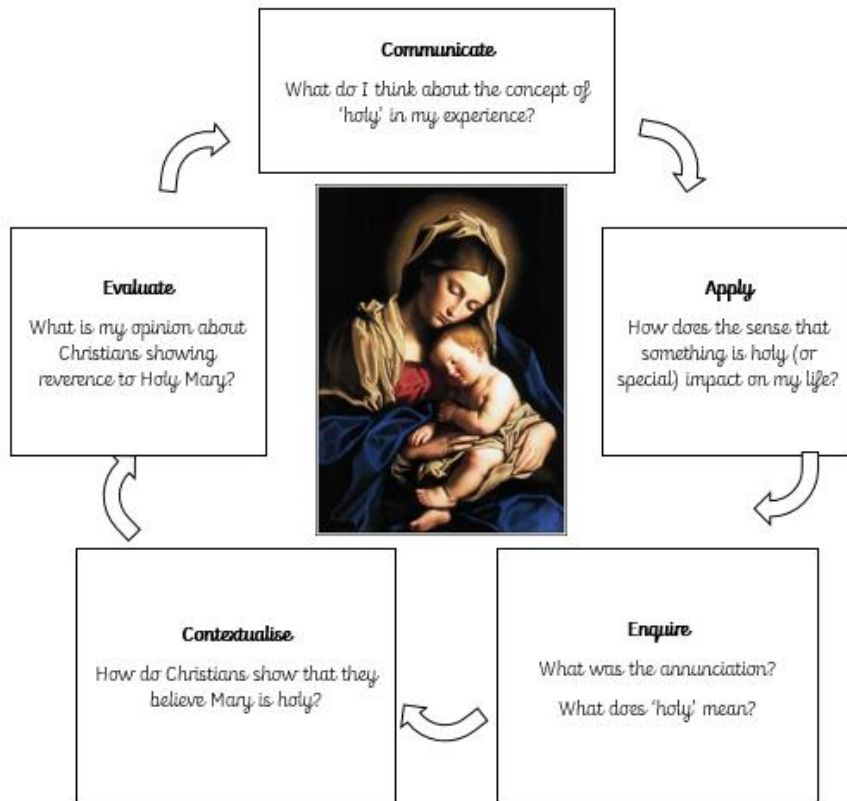 Communicate
What do I think about the concept of
'holy' in my experience?
Apply
How does the sense that
something is holy (or
special) impact on my life?
Enquire
What was the annunciation?
What does 'holy' mean?
Contextualise
How do Christians show that they
believe Mary is holy?
Evaluate
What is my opinion about
Christians showing
reverence to Holy Mary?